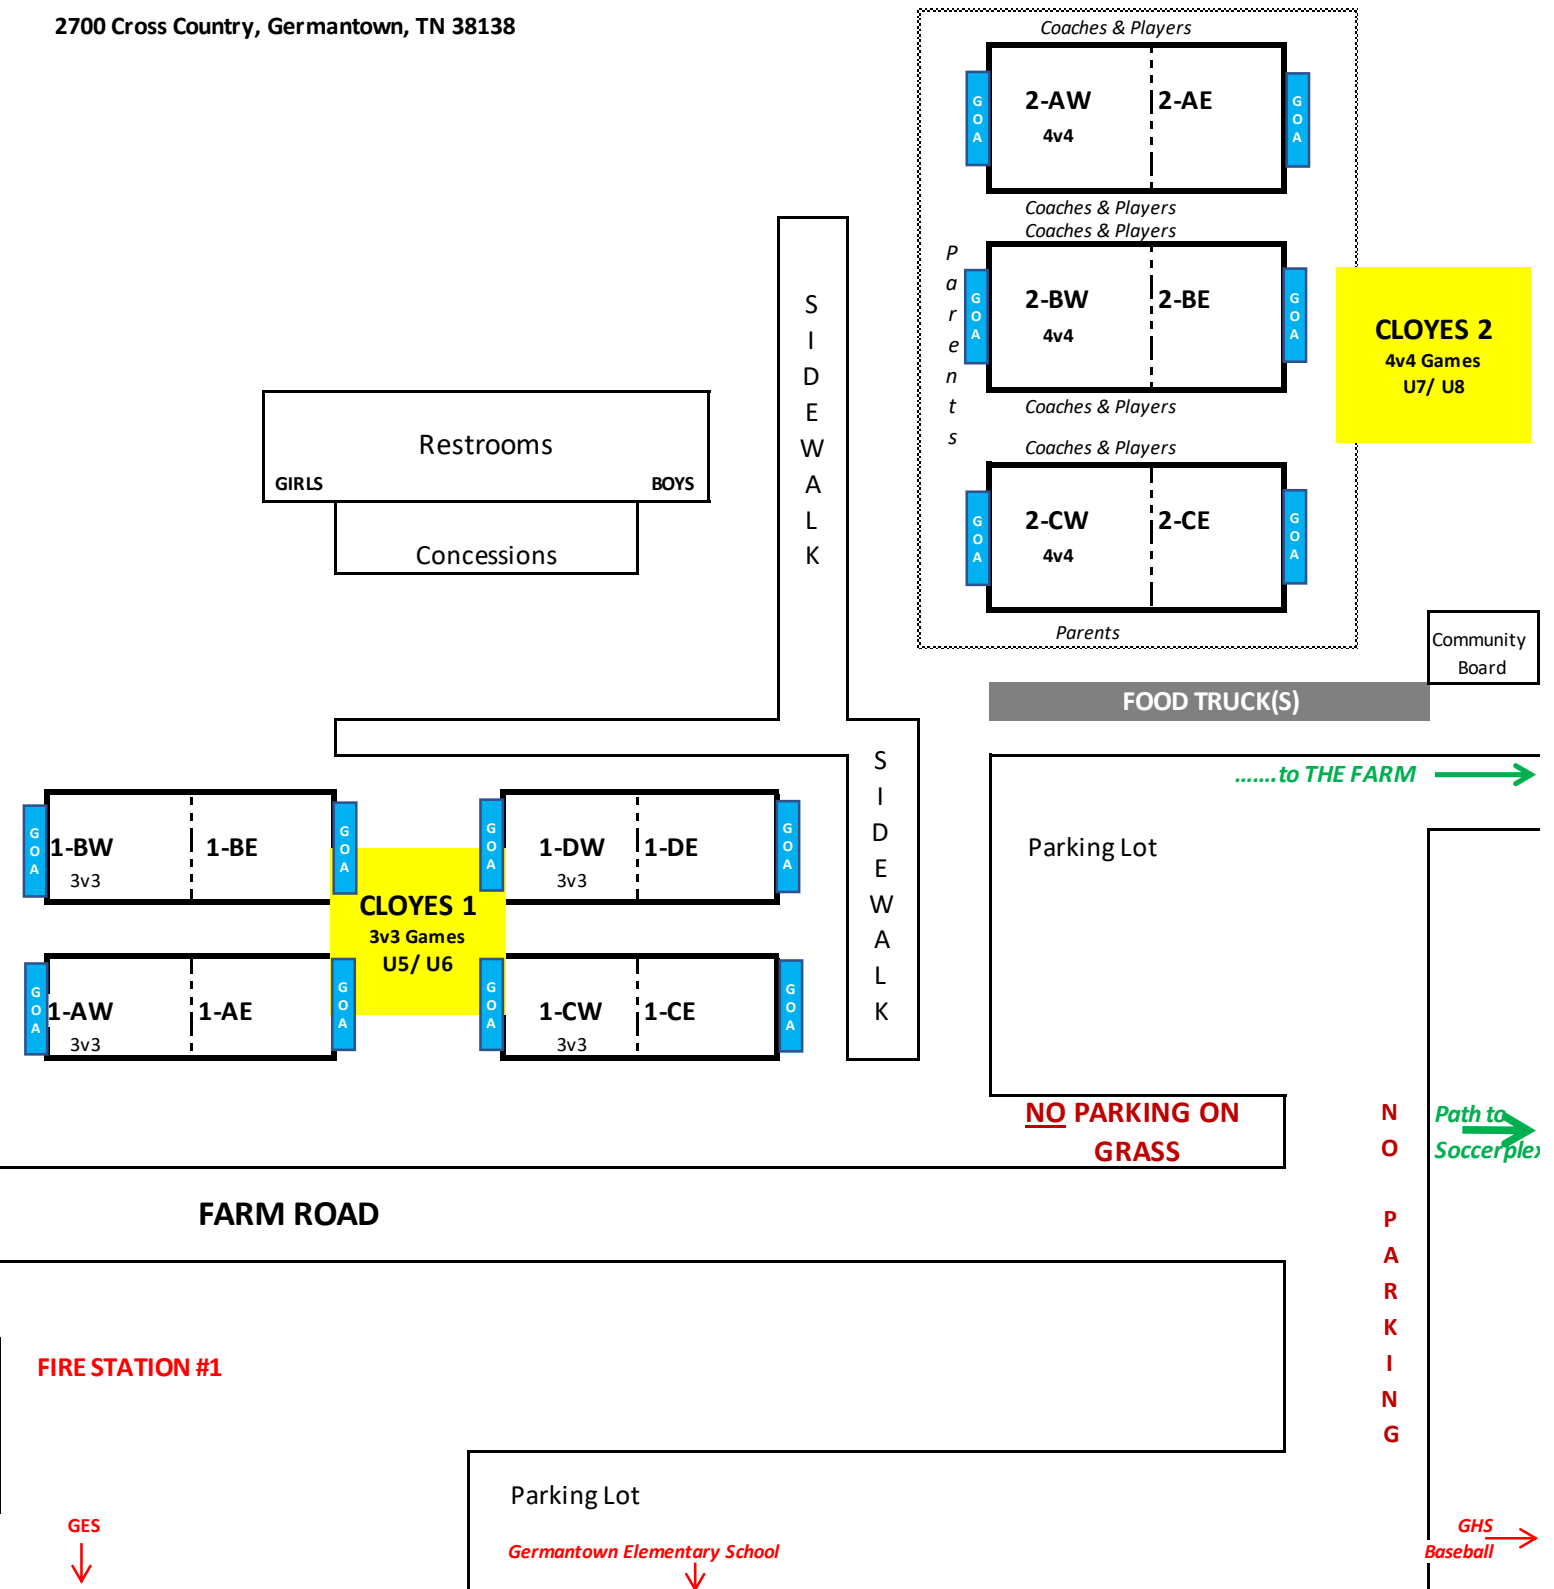 2700 Cross Country, Germantown, TN 38138
Coaches & Players
GOA
2-AW
2-AE
4v4
GOA
Coaches & Players
Coaches & Players
Parents
GOA
2-BW
2-BE
4v4
GOA
CLOYES 2
4v4 Games
U7/ U8
Coaches & Players
Coaches & Players
GOA
2-CW
2-CE
4v4
GOA
Parents
SIDEWALK
Restrooms
GIRLS
BOYS
Concessions
Community
Board
FOOD TRUCK(S)
SIDEWALK
.......to THE FARM
Parking Lot
GOA
1-BW
1-BE
3v3
GOA
GOA
1-DW
1-DE
3v3
GOA
CLOYES 1
3v3 Games
U5/ U6
GOA
1-AW
1-AE
3v3
GOA
GOA
1-CW
1-CE
3v3
GOA
NO PARKING ON
GRASS
NO PARKING
Path to
Soccerplex
FARM ROAD
FIRE STATION #1
Parking Lot
GES
Germantown Elementary School
GHS
Baseball